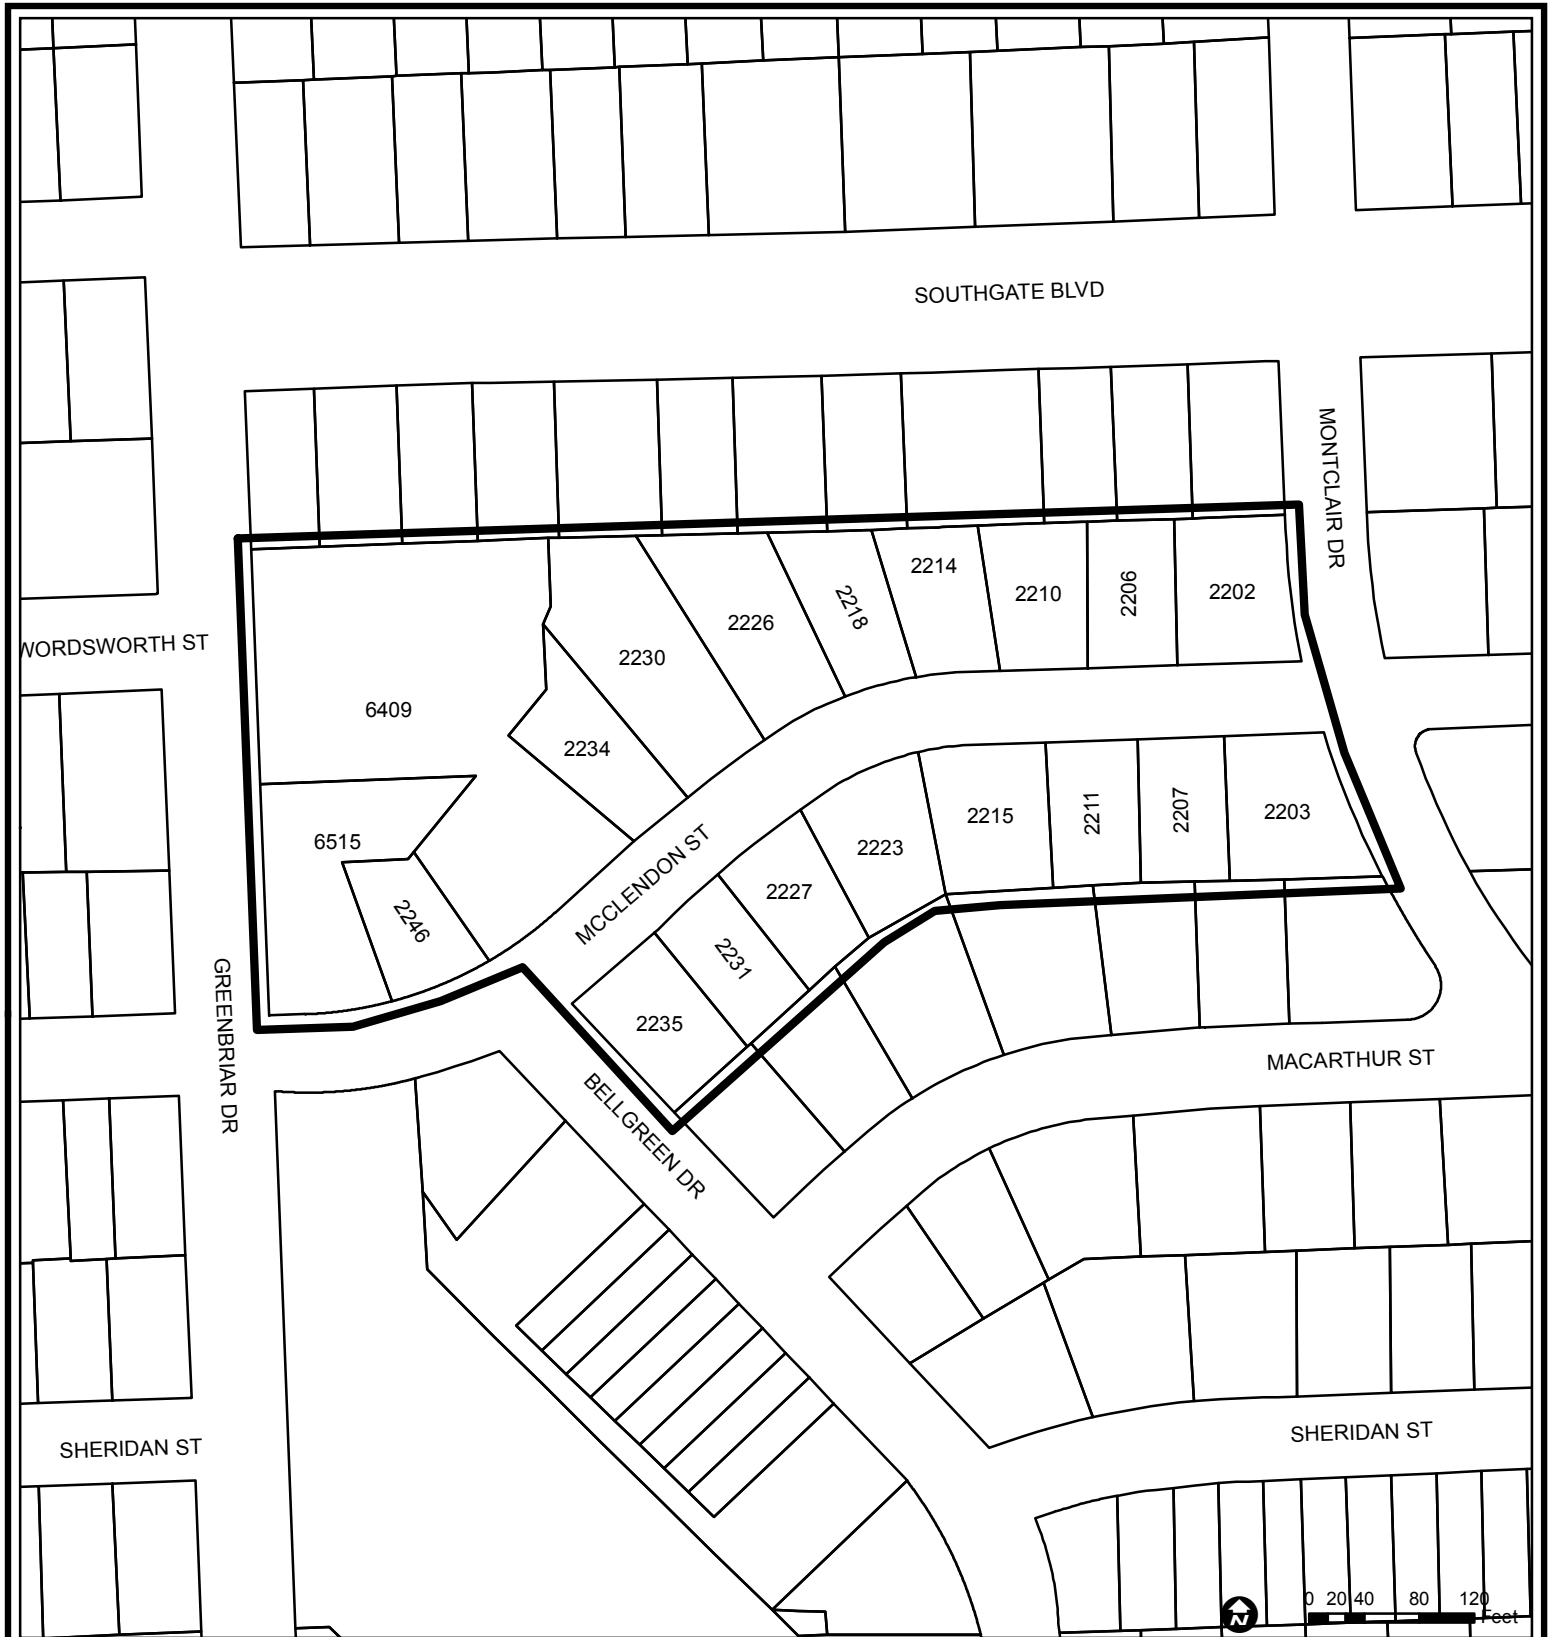 SOUTHGATE BLVD
MONTCLAIR DR
WORDSWORTH ST
2214
2218
2210
2206
2202
2226
2230
6409
2234
6515
2215
2211
2207
2203
2223
2227
2246
2231
MCCLENDON ST
2235
GREENBRIAR DR
BELLGREEN DR
MACARTHUR ST
SHERIDAN ST
SHERIDAN ST
N
0 20 40 80 120
Feet